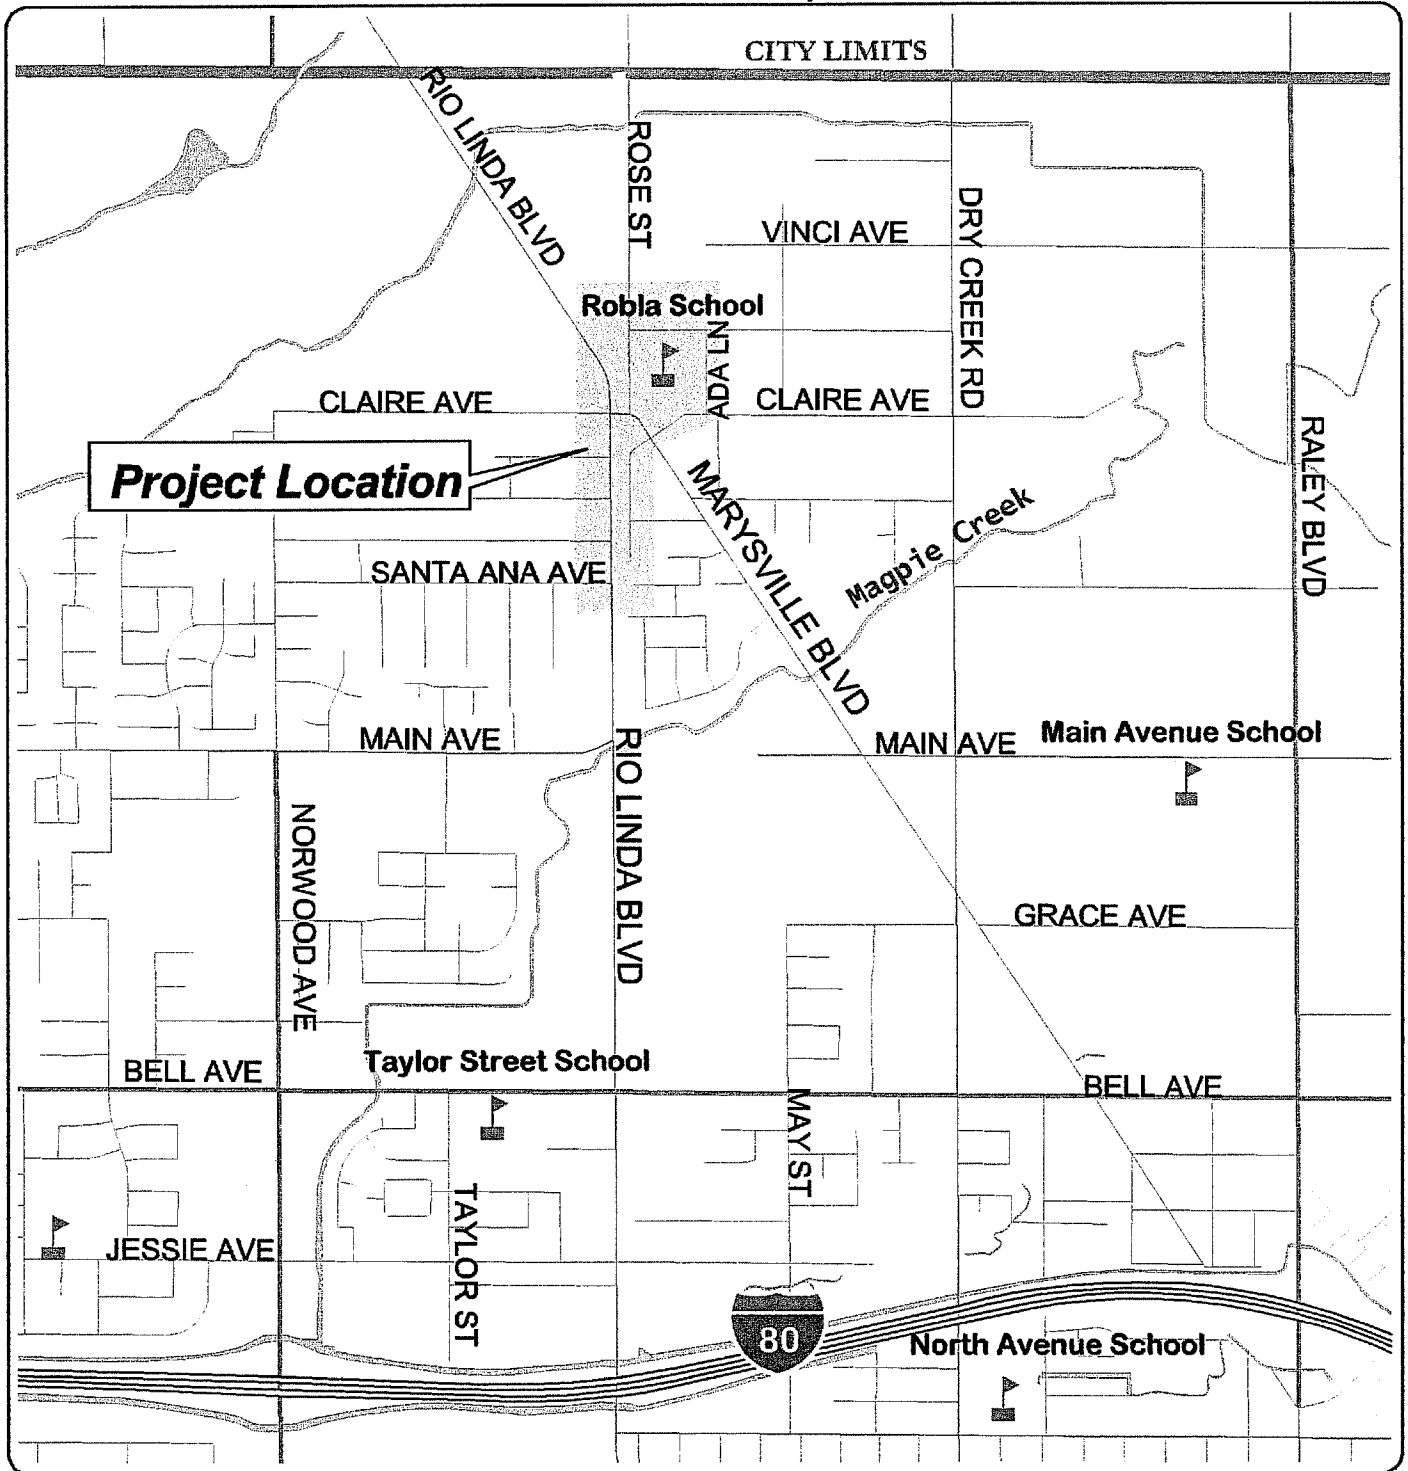 CITY LIMITS
RIO LINDA BLVD
ROSE ST
DRY CREEK RD
VINCI AVE
Robla School
ADA LN
CLAIRE AVE
CLAIRE AVE
RALEY BLVD
Project Location
MARYSVILLE BLVD
Magpie Creek
SANTA ANA AVE
MAIN AVE
RIO LINDA BLVD
MAIN AVE
Main Avenue School
NORWOOD AVE
GRACE AVE
Taylor Street School
BELL AVE
BELL AVE
MAY ST
TAYLOR ST
JESSIE AVE
80
North Avenue School